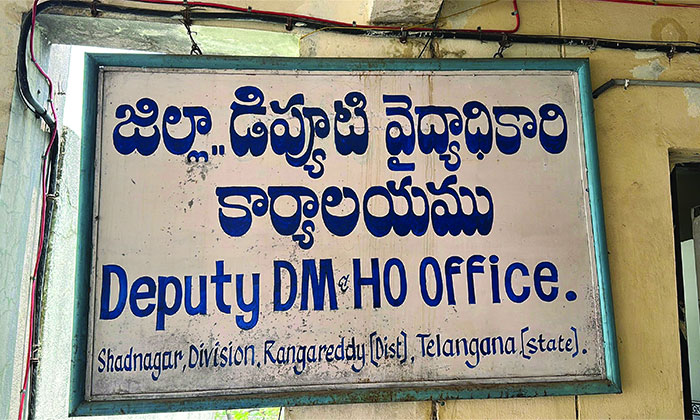 జిల్లా.. డిప్యూటి వైద్యాధికారి
కార్యాలయము
Deputy DM & HO Office.
Shadnagar, Division, Rangareddy [Dist], Telangana [state].